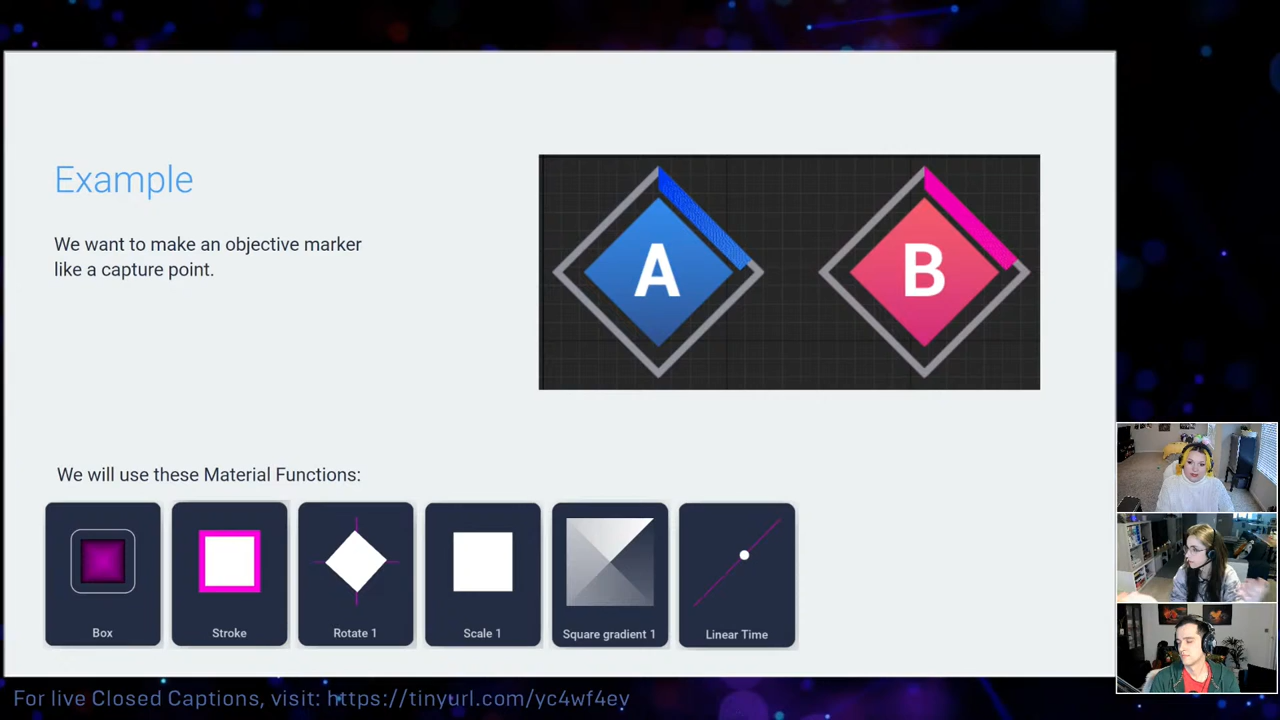 Example
We want to make an objective marker
like a capture point.
A
B
We will use these Material Functions:
Box
Stroke
Rotate 1
Scale 1
Square gradient 1
Linear Time
For live Closed Captions, visit: https://tinyurl.com/yc4wf4ev